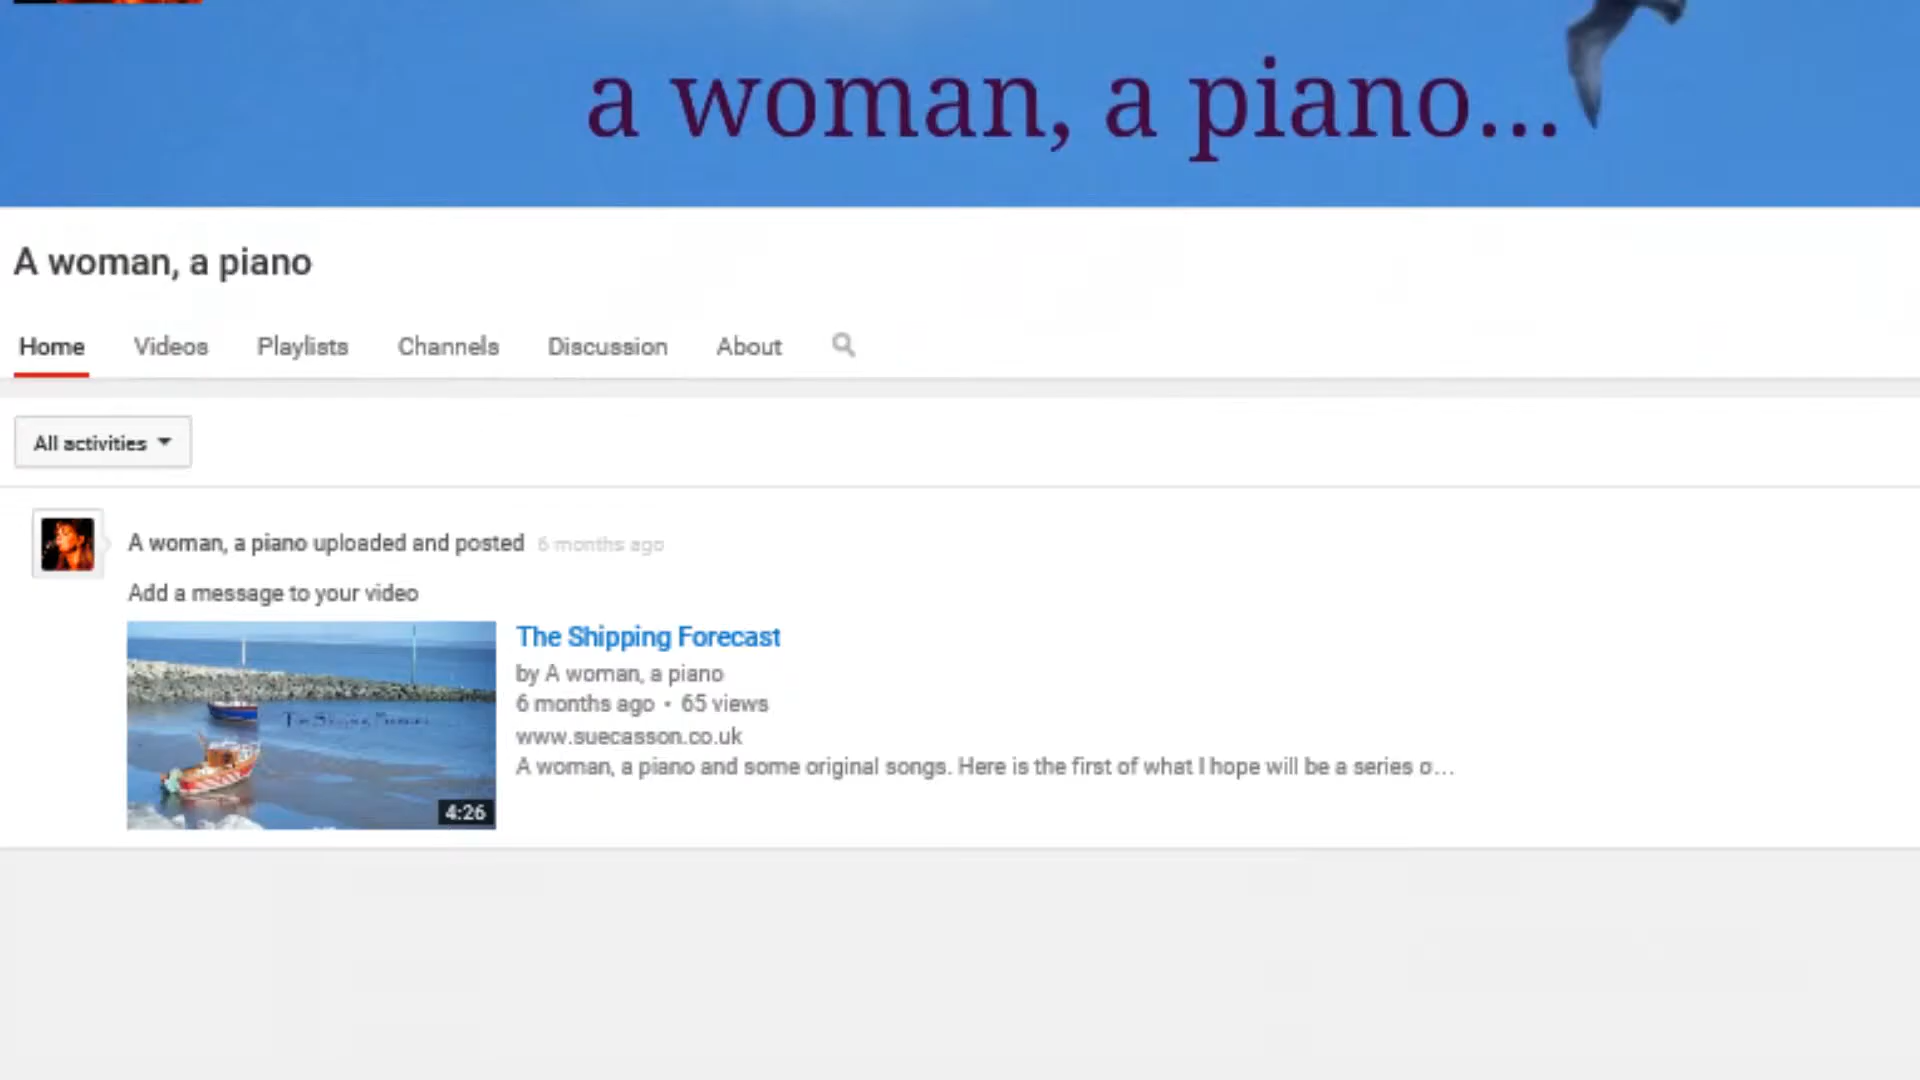 a woman, a piano...
A woman, a piano
Home Videos Playlists Channels Discussion About
All activities
A woman, a piano uploaded and posted 6 months ago
Add a message to your video
The Shipping Forecast
by A woman, a piano
6 months ago • 65 views
www.suecasson.co.uk
A woman, a piano and some original songs. Here is the first of what I hope will be a series o...
The Shipping Forecast
4:26